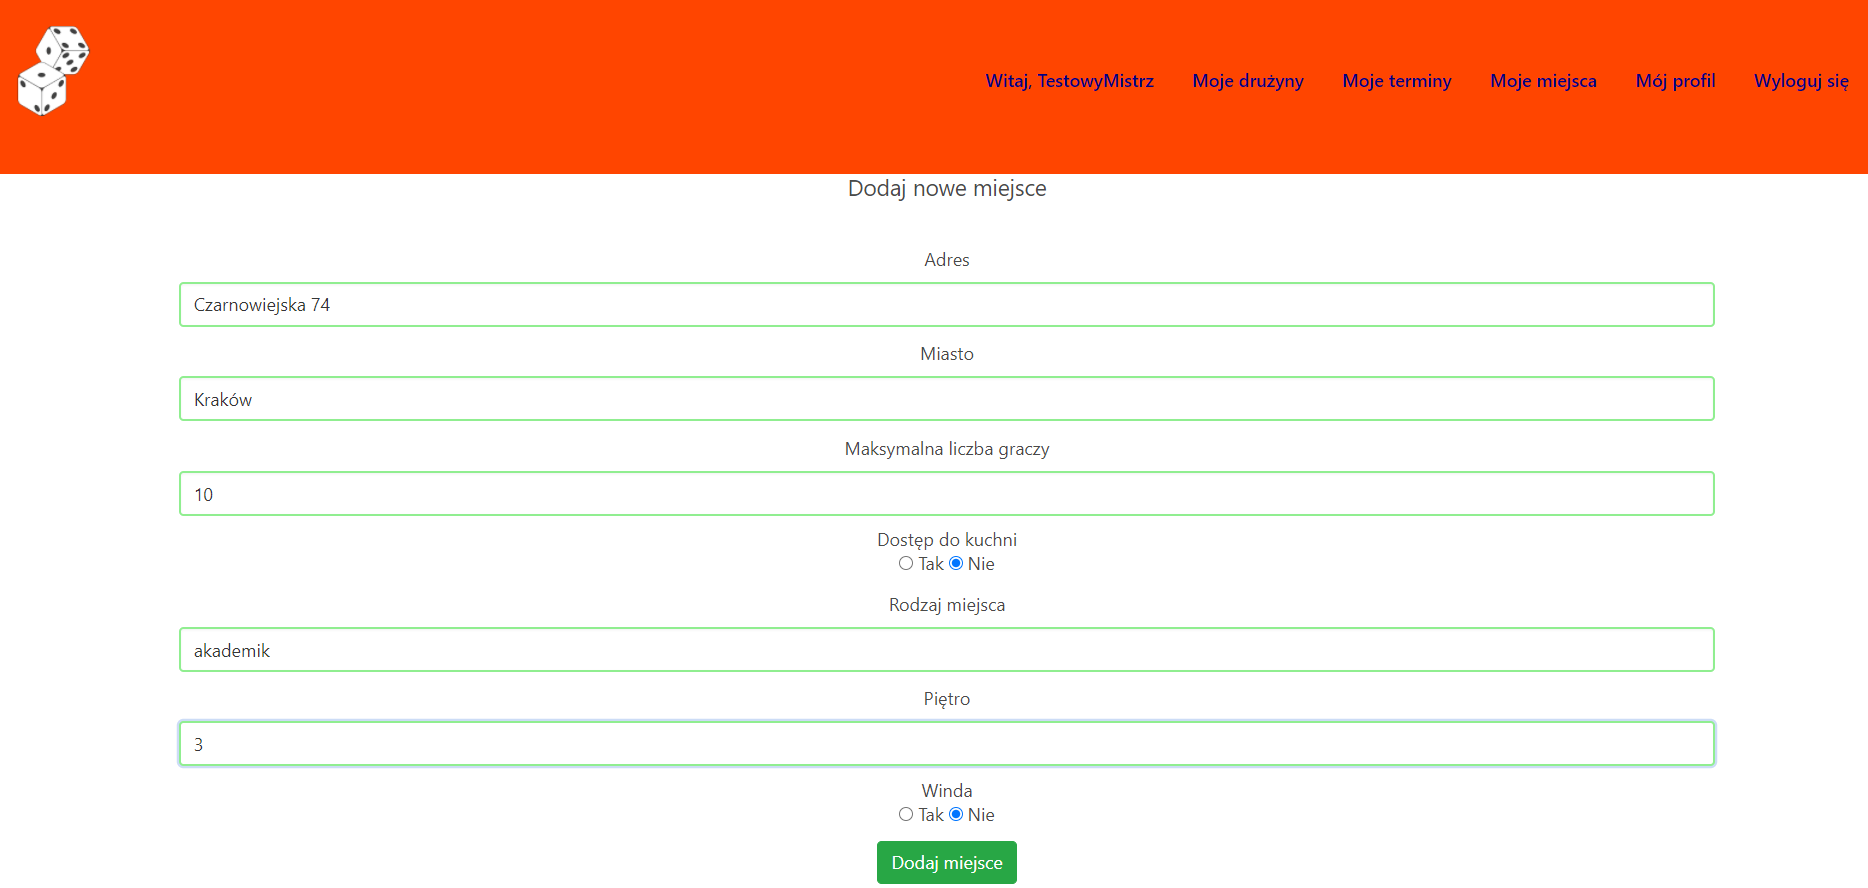 Witaj, TestowyMistrz Moje drużyny Moje terminy Moje miejsca Mój profil Wyloguj się
Dodaj nowe miejsce
Adres
Czarnowiejska 74
Miasto
Kraków
Maksymalna liczba graczy
10
Dostęp do kuchni
Tak Nie
Rodzaj miejsca
akademik
Piętro
3
Winda
Tak Nie
Dodaj miejsce